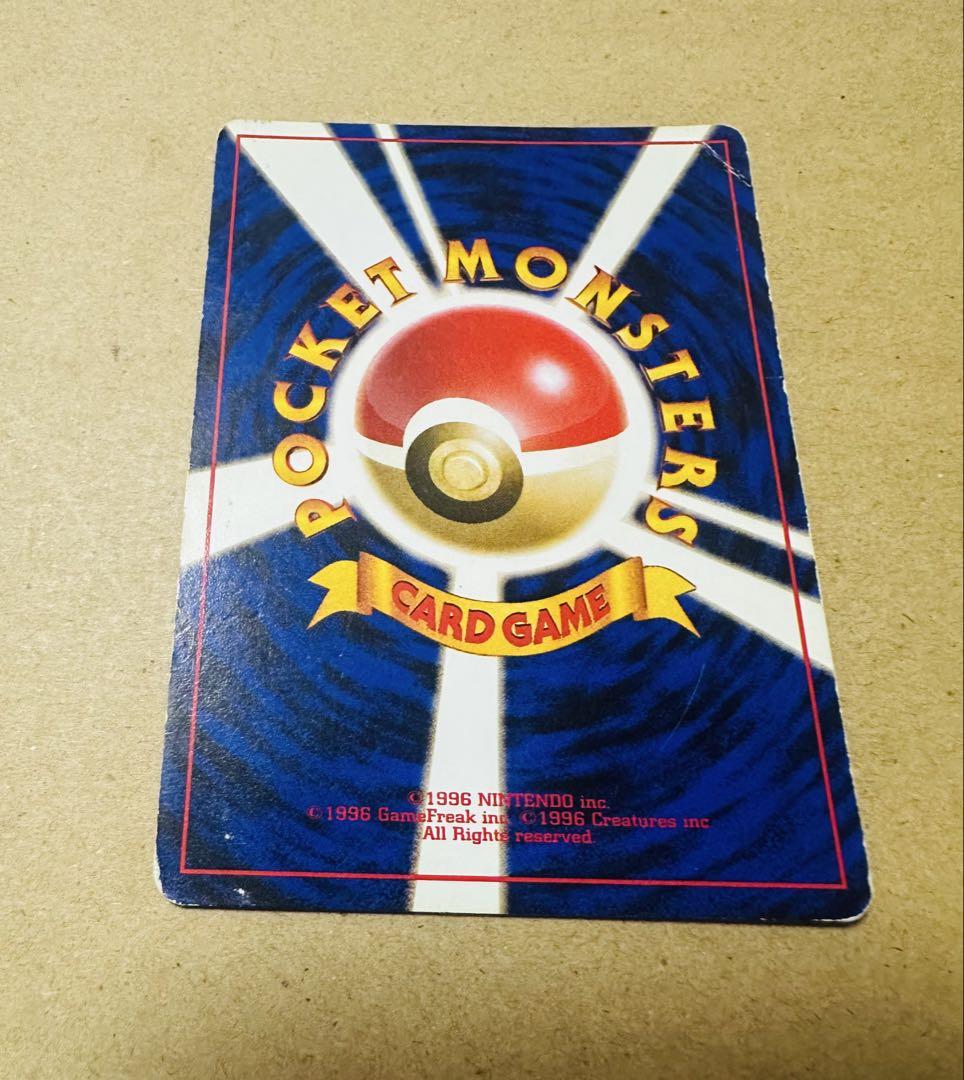 POCKET MONSTERS
CARD GAME
©1996 NINTENDO inc.
©1996 GameFreak inc. ©1996 Creatures inc
All Rights reserved.